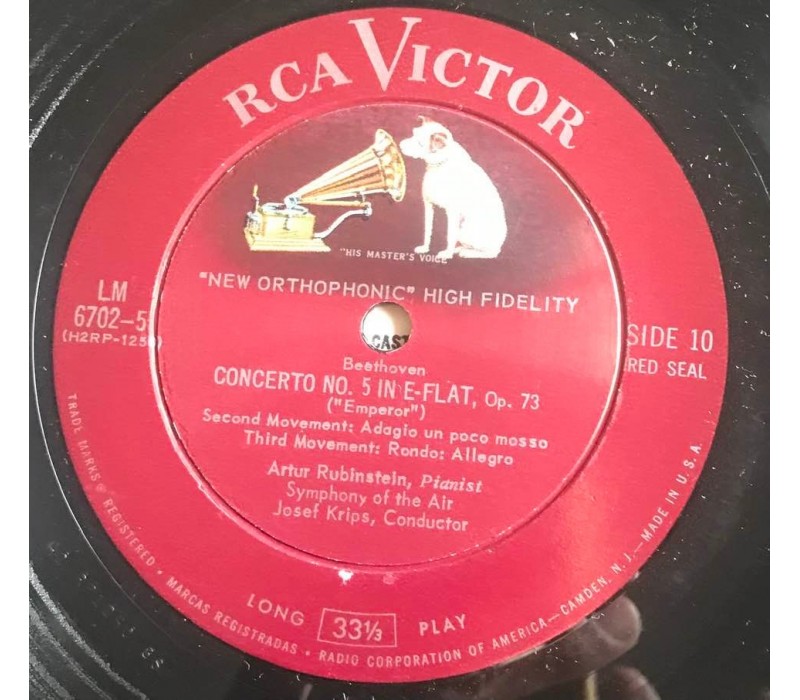 RCA VICTOR
"HIS MASTER'S VOICE"
"NEW ORTHOPHONIC" HIGH FIDELITY
LM
6702-5
SIDE 10
RED SEAL
Beethoven
CONCERTO NO. 5 IN E-FLAT, Op. 73
("Emperor")
Second Movement: Adagio un poco mosso
Third Movement: Rondo: Allegro
Artur Rubinstein, Pianist
Symphony of the Air
Josef Krips, Conductor
LONG 33⅓ PLAY
TRADE MARKS ® REGISTERED • MARCAS REGISTRADAS • RADIO CORPORATION OF AMERICA—CAMDEN, N. J.—MADE IN U.S.A.